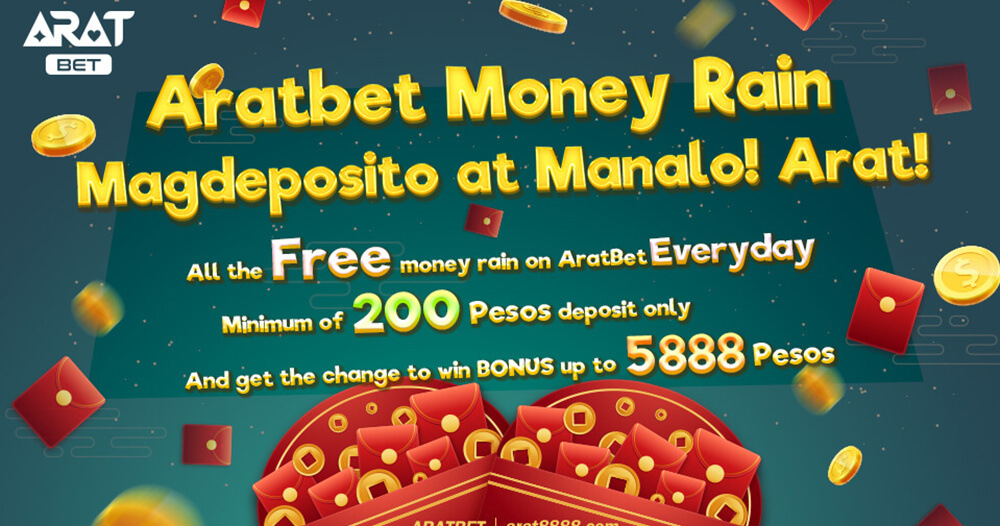 ARAT
BET
Aratbet Money Rain
Magdeposito at Manalo! Arat!
All the Free money rain on AratBet Everyday
Minimum of 200 Pesos deposit only
And get the change to win BONUS up to 5888 Pesos
ARATBET | arat8888.com